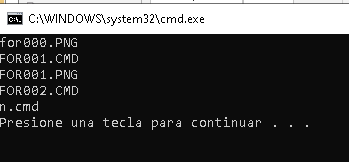 C:\WINDOWS\system32\cmd.exe
for000.PNG
FOR001.CMD
FOR001.PNG
FOR002.CMD
n.cmd
Presione una tecla para continuar . . .